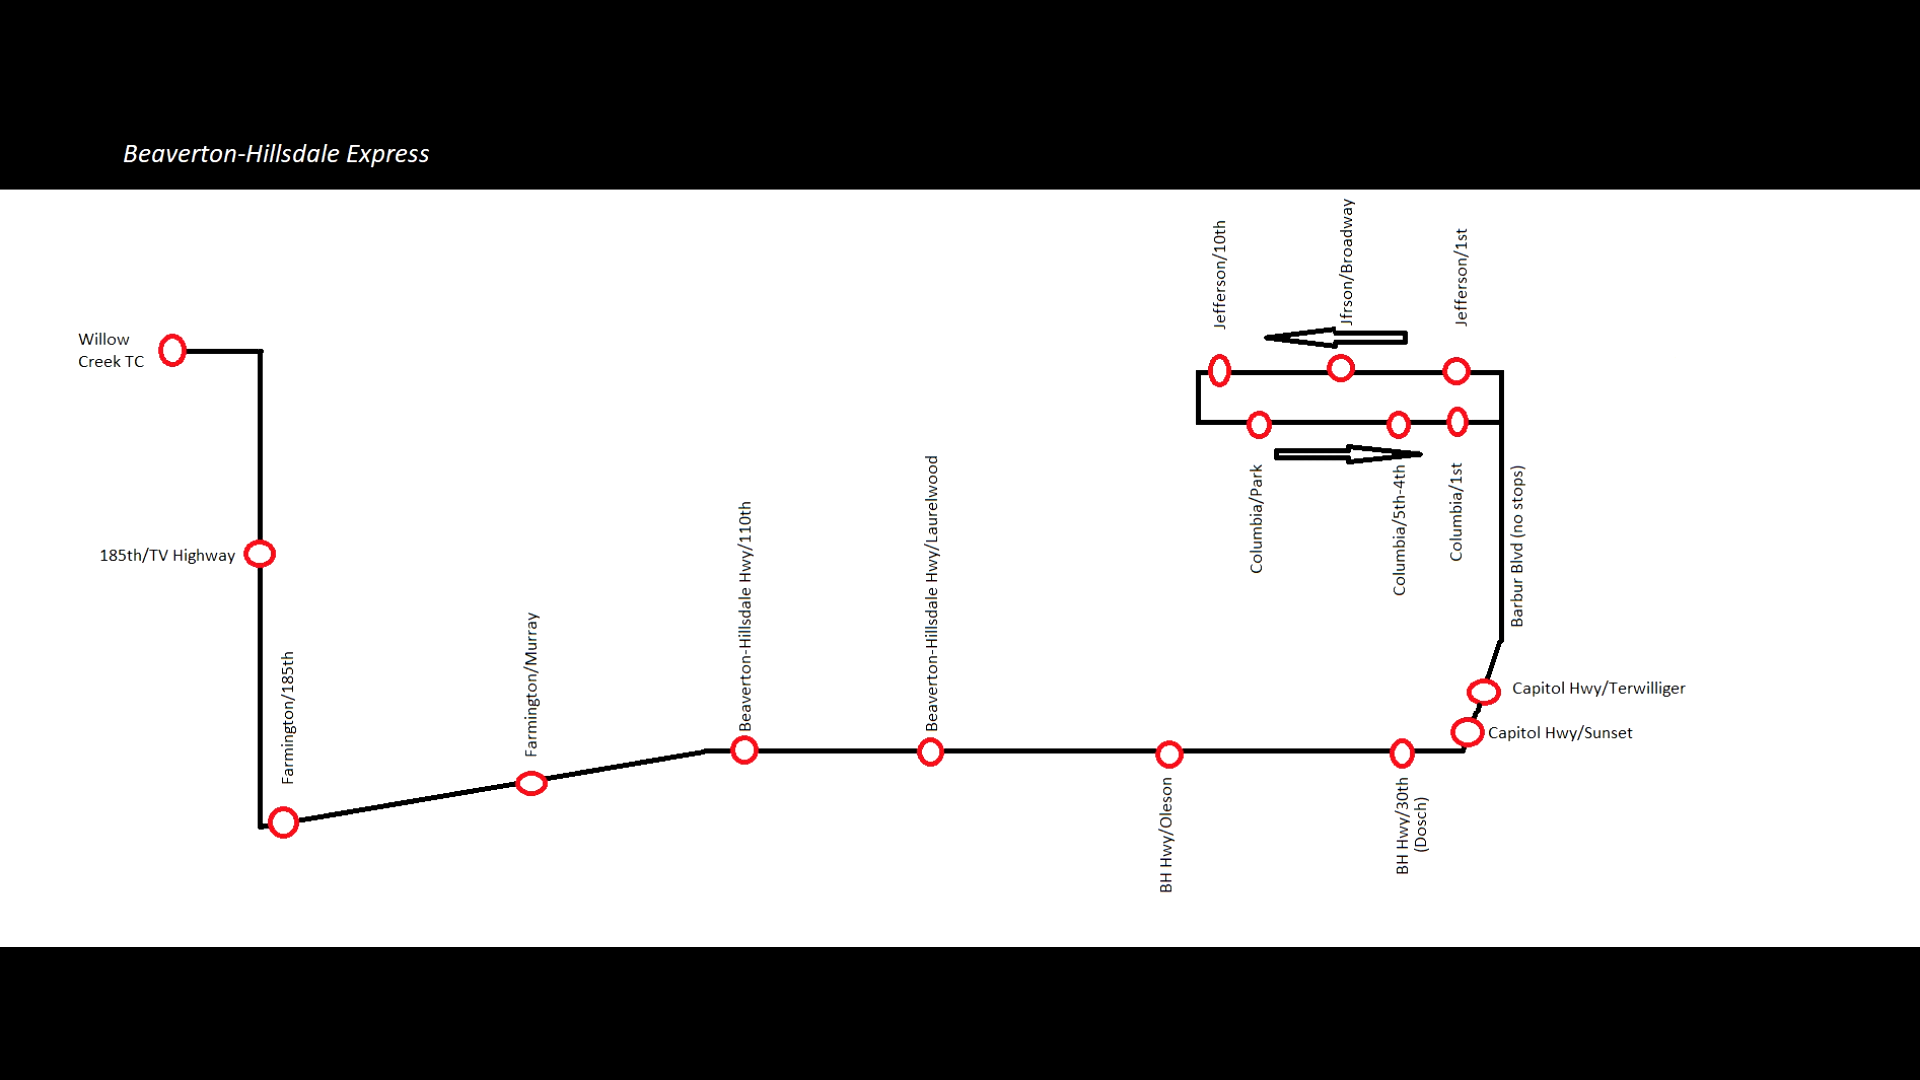 Beaverton-Hillsdale Express
Willow
Creek TC
185th/TV Highway
Farmington/185th
Farmington/Murray
Beaverton-Hillsdale Hwy/110th
Beaverton-Hillsdale Hwy/Laurelwood
BH Hwy/Oleson
BH Hwy/30th
(Dosch)
Capitol Hwy/Sunset
Capitol Hwy/Terwilliger
Barbur Blvd (no stops)
Jefferson/1st
Jfrson/Broadway
Jefferson/10th
Columbia/Park
Columbia/5th-4th
Columbia/1st